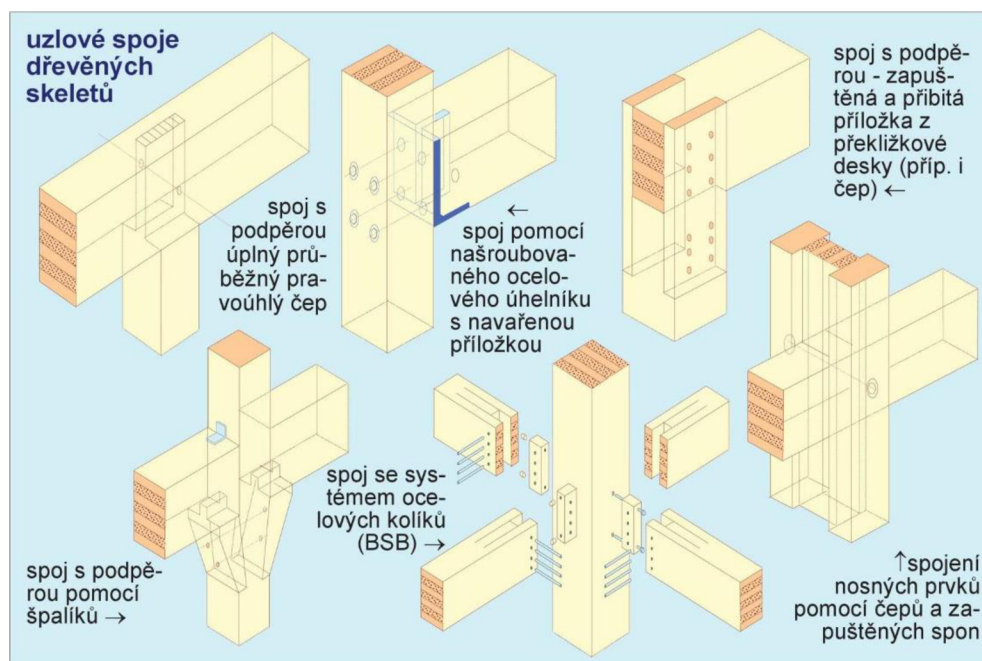 uzlové spoje
dřevěných
skeletů
spoj s
podpěrou
úplný prů-
běžný pra-
voúhlý čep
←
spoj pomocí
našroubova-
ného ocelo-
vého úhelníku
s navařenou
příložkou
spoj s podpě-
rou - zapuš-
těná a přibitá
příložka z
překližkové
desky (příp. i
čep) ←
spoj s podpě-
rou pomocí
špalíků →
spoj se sys-
témem oce-
lových kolíků
(BSB) →
↑spojení
nosných prvků
pomocí čepů a za-
puštěných spon